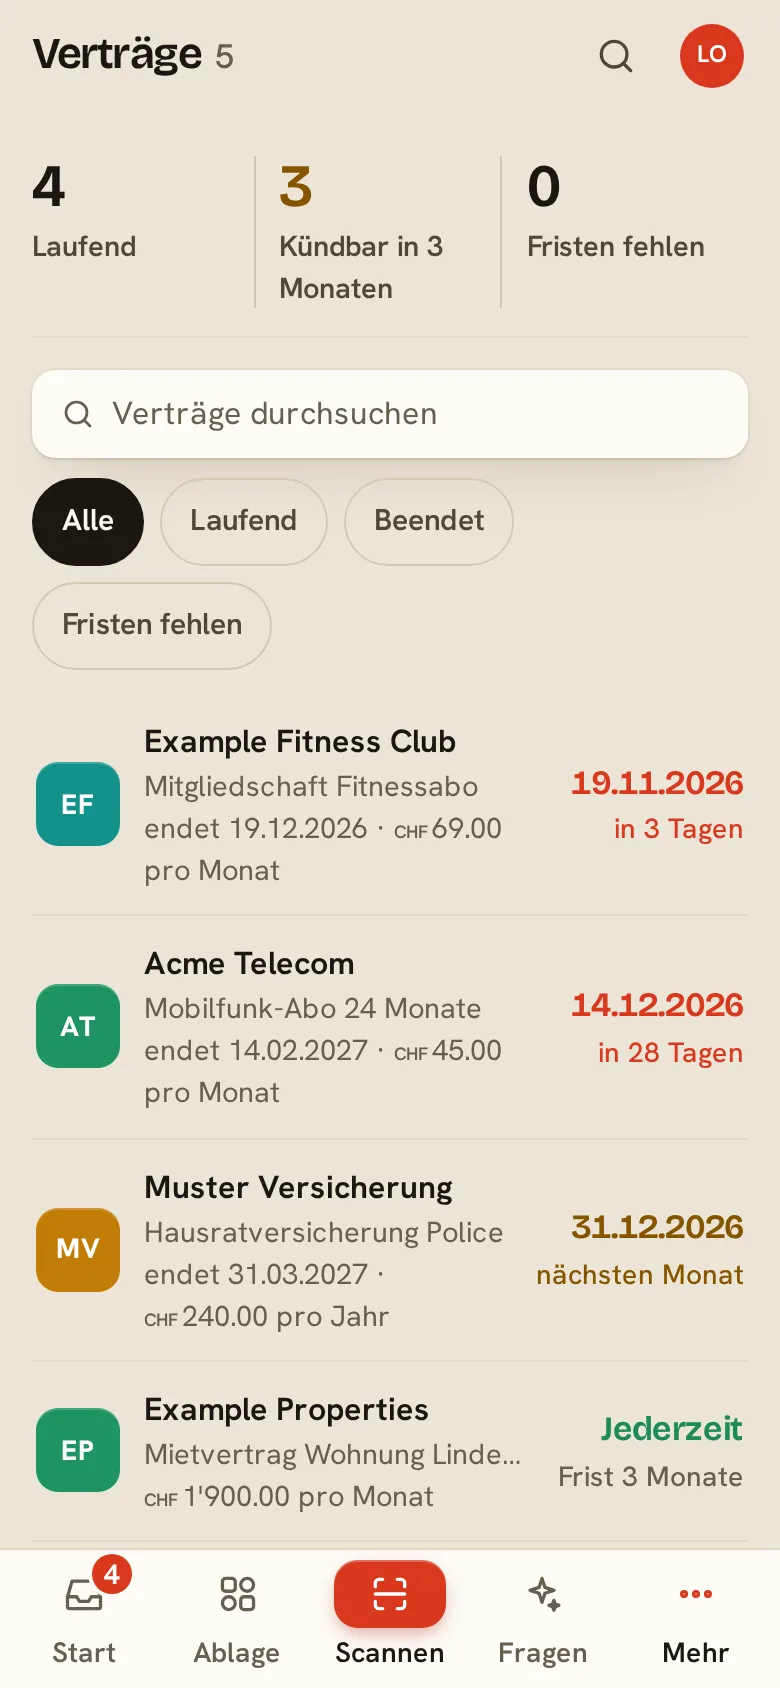 Verträge 5
LO
4
Laufend
3
Kündbar in 3
Monaten
0
Fristen fehlen
Verträge durchsuchen
Alle
Laufend
Beendet
Fristen fehlen
EF
Example Fitness Club
Mitgliedschaft Fitnessabo
endet 19.12.2026 · CHF 69.00
pro Monat
19.11.2026
in 3 Tagen
AT
Acme Telecom
Mobilfunk-Abo 24 Monate
endet 14.02.2027 · CHF 45.00
pro Monat
14.12.2026
in 28 Tagen
MV
Muster Versicherung
Hausratversicherung Police
endet 31.03.2027 ·
CHF 240.00 pro Jahr
31.12.2026
nächsten Monat
EP
Example Properties
Mietvertrag Wohnung Linde...
CHF 1'900.00 pro Monat
Jederzeit
Frist 3 Monate
4
Start
Ablage
Scannen
Fragen
Mehr